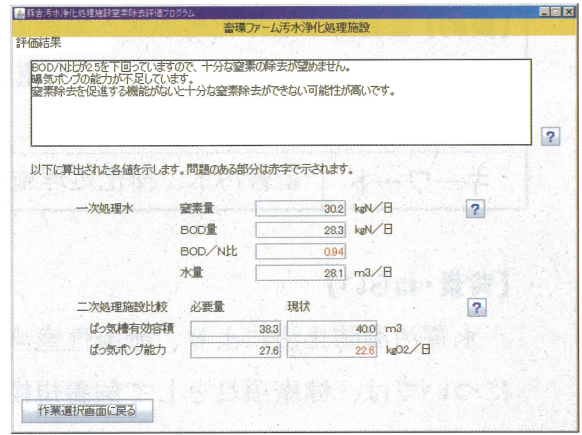 豚舎汚水浄化処理施設窒素除去評価プログラム
畜環ファーム汚水浄化処理施設
評価結果
BOD/N比が2.5を下回っていますので、十分な窒素の除去が望めません。
曝気ポンプの能力が不足しています。
窒素除去を促進する機能がないと十分な窒素除去ができない可能性が高いです。
?
以下に算出された各値を示します。問題のある部分は赤字で示されます。
一次処理水 窒素量 30.2 kgN/日 ?
BOD量 28.3 kgN/日
BOD/N比 0.94
水量 28.1 m3/日
二次処理施設比較 必要量 現状 ?
ばっ気槽有効容積 38.3 40.0 m3
ばっ気ポンプ能力 27.6 22.6 kgO2/日
作業選択画面に戻る